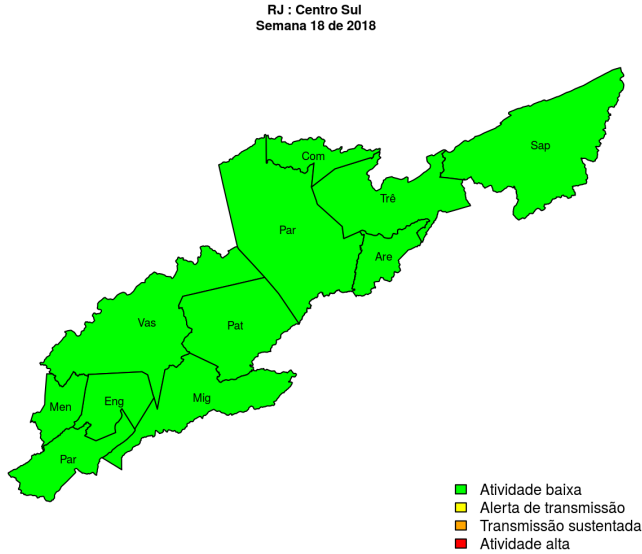 RJ : Centro Sul
Semana 18 de 2018
Sap
Com
Trê
Par
Are
Vas
Pat
Mig
Men
Eng
Par
Atividade baixa
Alerta de transmissão
Transmissão sustentada
Atividade alta